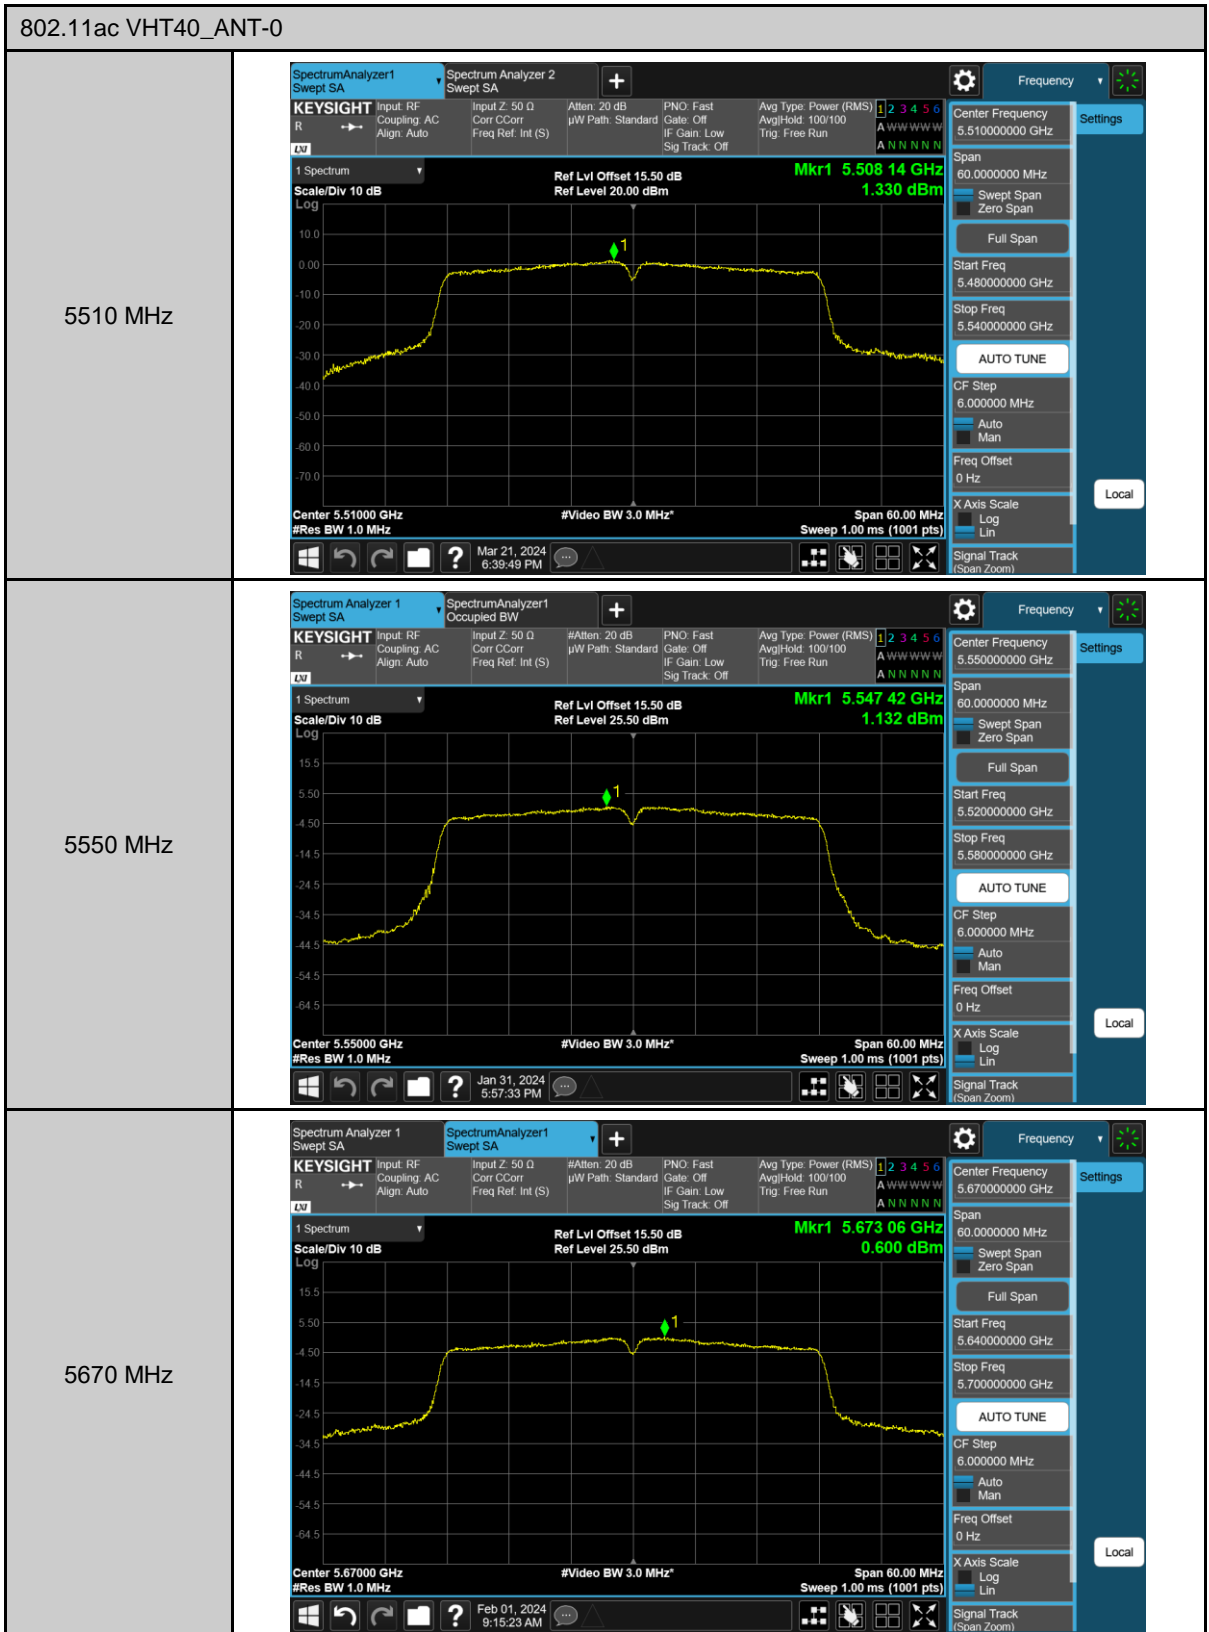 802.11ac VHT40_ANT-0
5510 MHz
SpectrumAnalyzer1
Swept SA
Spectrum Analyzer 2
Swept SA
Frequency
KEYSIGHT
R
LXI
Input: RF
Coupling: AC
Align: Auto
Input Z: 50 Ω
Corr CCorr
Freq Ref: Int (S)
Atten: 20 dB
µW Path: Standard
PNO: Fast
Gate: Off
IF Gain: Low
Sig Track: Off
Avg Type: Power (RMS)
Avg|Hold: 100/100
Trig: Free Run
1 2 3 4 5 6
A W W W W W
A N N N N N
1 Spectrum
Scale/Div 10 dB
Log
Ref Lvl Offset 15.50 dB
Ref Level 20.00 dBm
Mkr1 5.508 14 GHz
1.330 dBm
1
10.0
0.00
-10.0
-20.0
-30.0
-40.0
-50.0
-60.0
-70.0
Center 5.51000 GHz
#Res BW 1.0 MHz
#Video BW 3.0 MHz*
Span 60.00 MHz
Sweep 1.00 ms (1001 pts)
Mar 21, 2024
6:39:49 PM
Center Frequency
5.510000000 GHz
Settings
Span
60.0000000 MHz
Swept Span
Zero Span
Full Span
Start Freq
5.480000000 GHz
Stop Freq
5.540000000 GHz
AUTO TUNE
CF Step
6.000000 MHz
Auto
Man
Freq Offset
0 Hz
X Axis Scale
Log
Lin
Local
Signal Track
(Span Zoom)
5550 MHz
Spectrum Analyzer 1
Swept SA
SpectrumAnalyzer1
Occupied BW
Frequency
KEYSIGHT
R
LXI
Input: RF
Coupling: AC
Align: Auto
Input Z: 50 Ω
Corr CCorr
Freq Ref: Int (S)
#Atten: 20 dB
µW Path: Standard
PNO: Fast
Gate: Off
IF Gain: Low
Sig Track: Off
Avg Type: Power (RMS)
Avg|Hold: 100/100
Trig: Free Run
1 2 3 4 5 6
A W W W W W
A N N N N N
1 Spectrum
Scale/Div 10 dB
Log
Ref Lvl Offset 15.50 dB
Ref Level 25.50 dBm
Mkr1 5.547 42 GHz
1.132 dBm
1
15.5
5.50
-4.50
-14.5
-24.5
-34.5
-44.5
-54.5
-64.5
Center 5.55000 GHz
#Res BW 1.0 MHz
#Video BW 3.0 MHz*
Span 60.00 MHz
Sweep 1.00 ms (1001 pts)
Jan 31, 2024
5:57:33 PM
Center Frequency
5.550000000 GHz
Settings
Span
60.0000000 MHz
Swept Span
Zero Span
Full Span
Start Freq
5.520000000 GHz
Stop Freq
5.580000000 GHz
AUTO TUNE
CF Step
6.000000 MHz
Auto
Man
Freq Offset
0 Hz
X Axis Scale
Log
Lin
Local
Signal Track
(Span Zoom)
5670 MHz
Spectrum Analyzer 1
Swept SA
SpectrumAnalyzer1
Swept SA
Frequency
KEYSIGHT
R
LXI
Input: RF
Coupling: AC
Align: Auto
Input Z: 50 Ω
Corr CCorr
Freq Ref: Int (S)
#Atten: 20 dB
µW Path: Standard
PNO: Fast
Gate: Off
IF Gain: Low
Sig Track: Off
Avg Type: Power (RMS)
Avg|Hold: 100/100
Trig: Free Run
1 2 3 4 5 6
A W W W W W
A N N N N N
1 Spectrum
Scale/Div 10 dB
Log
Ref Lvl Offset 15.50 dB
Ref Level 25.50 dBm
Mkr1 5.673 06 GHz
0.600 dBm
1
15.5
5.50
-4.50
-14.5
-24.5
-34.5
-44.5
-54.5
-64.5
Center 5.67000 GHz
#Res BW 1.0 MHz
#Video BW 3.0 MHz*
Span 60.00 MHz
Sweep 1.00 ms (1001 pts)
Feb 01, 2024
9:15:23 AM
Center Frequency
5.670000000 GHz
Settings
Span
60.0000000 MHz
Swept Span
Zero Span
Full Span
Start Freq
5.640000000 GHz
Stop Freq
5.700000000 GHz
AUTO TUNE
CF Step
6.000000 MHz
Auto
Man
Freq Offset
0 Hz
X Axis Scale
Log
Lin
Local
Signal Track
(Span Zoom)